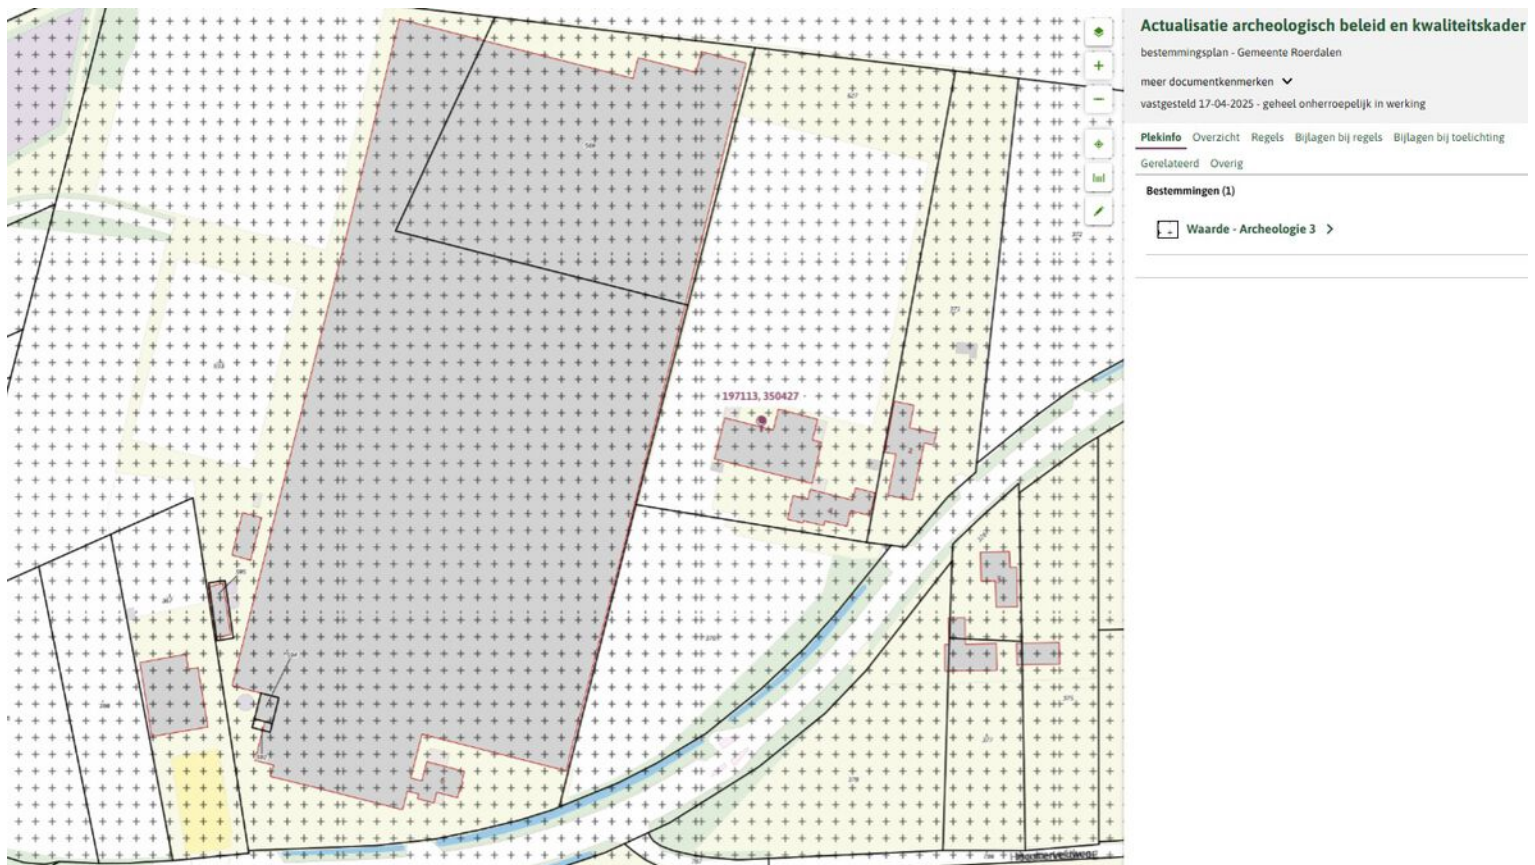 Actualisatie archeologisch beleid en kwaliteitskader
bestemmingsplan - Gemeente Roerdalen
meer documentkenmerken
vastgesteld 17-04-2025 - geheel onherroepelijk in werking
Plekinfo Overzicht Regels Bijlagen bij regels Bijlagen bij toelichting
Gerelateerd Overig
Bestemmingen (1)
Waarde - Archeologie 3
197113, 350427